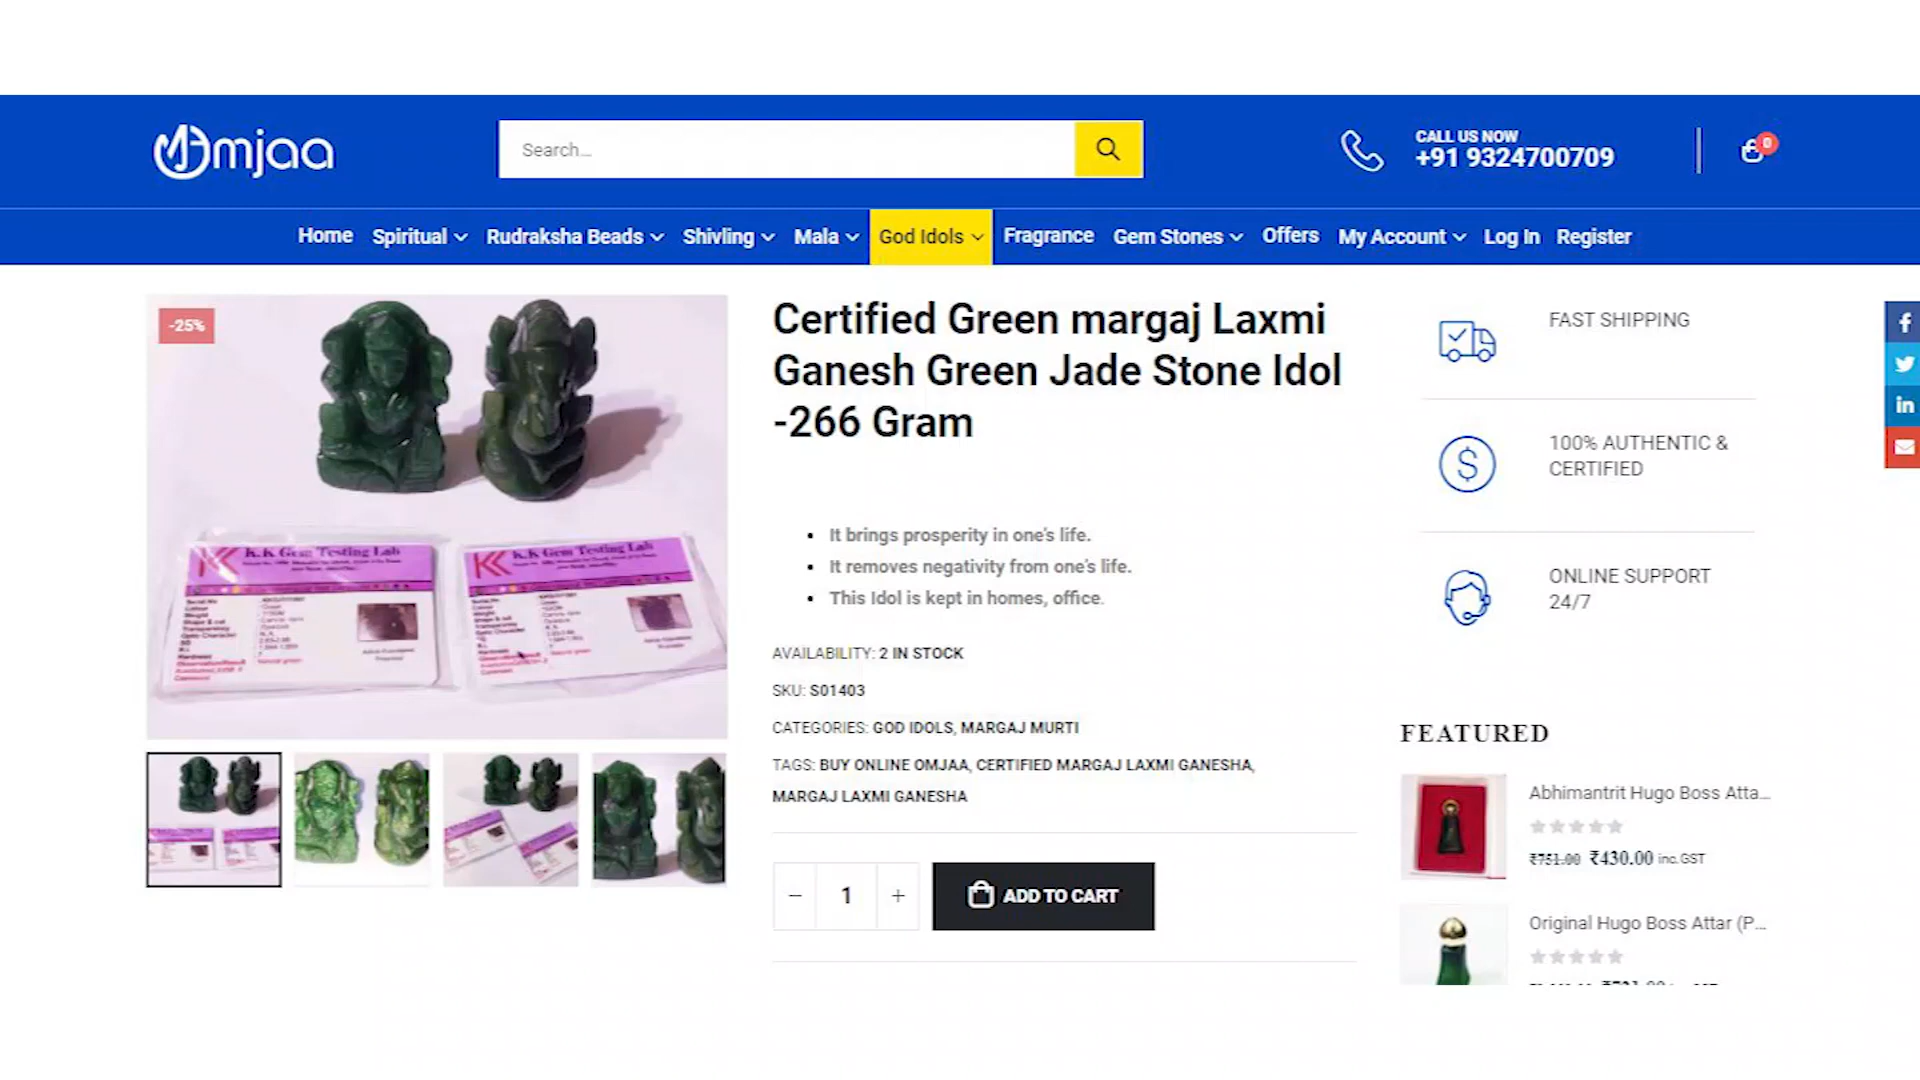 Omjaa
Search...
CALL US NOW
+91 9324700709
0
Home Spiritual Rudraksha Beads Shivling Mala God Idols Fragrance Gem Stones Offers My Account Log In Register
-25%
K.K Gem Testing Lab
K.K Gem Testing Lab
Certified Green margaj Laxmi
Ganesh Green Jade Stone Idol
-266 Gram
It brings prosperity in one's life.
It removes negativity from one's life.
This Idol is kept in homes, office.
AVAILABILITY: 2 IN STOCK
SKU: S01403
CATEGORIES: GOD IDOLS, MARGAJ MURTI
TAGS: BUY ONLINE OMJAA, CERTIFIED MARGAJ LAXMI GANESHA,
MARGAJ LAXMI GANESHA
− 1 +
ADD TO CART
FAST SHIPPING
100% AUTHENTIC &
CERTIFIED
ONLINE SUPPORT
24/7
FEATURED
Abhimantrit Hugo Boss Atta...
₹751.00 ₹430.00 inc.GST
Original Hugo Boss Attar (P...